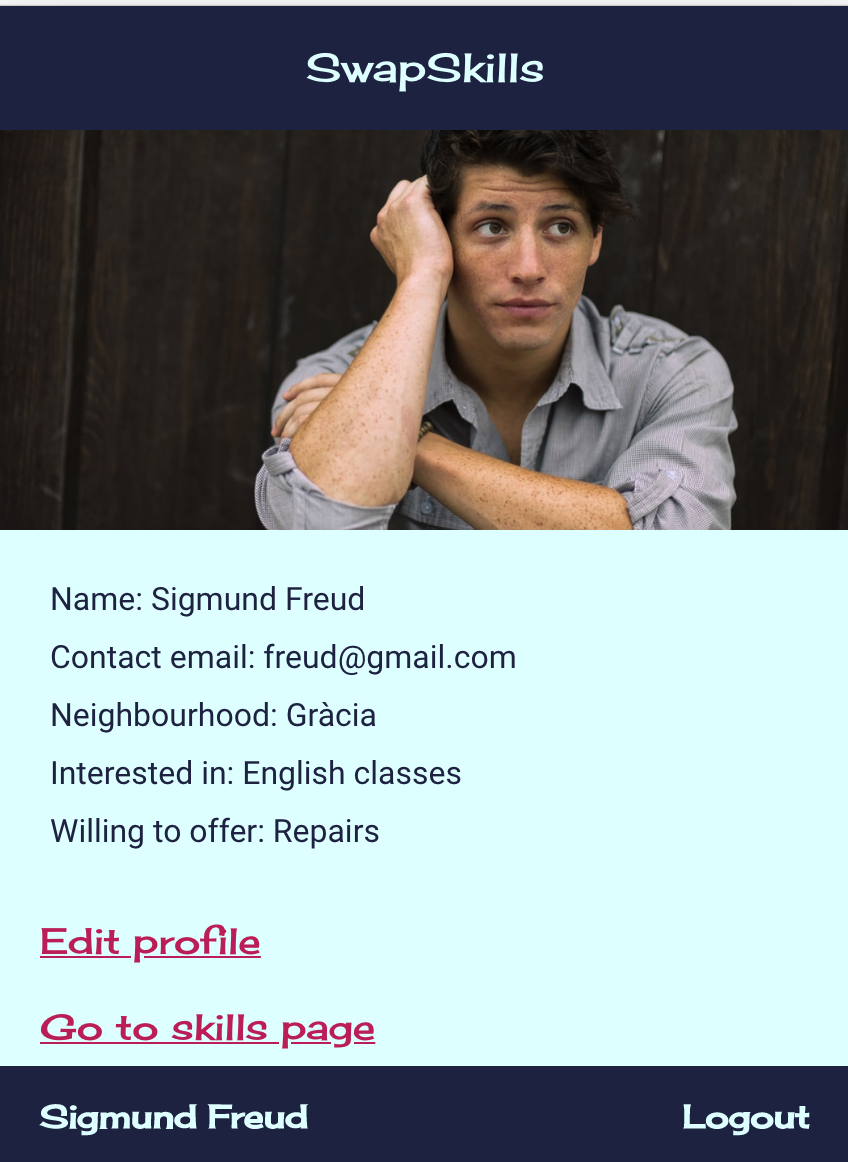 SwapSkills
Name: Sigmund Freud
Contact email: freud@gmail.com
Neighbourhood: Gràcia
Interested in: English classes
Willing to offer: Repairs
Edit profile
Go to skills page
Sigmund Freud Logout